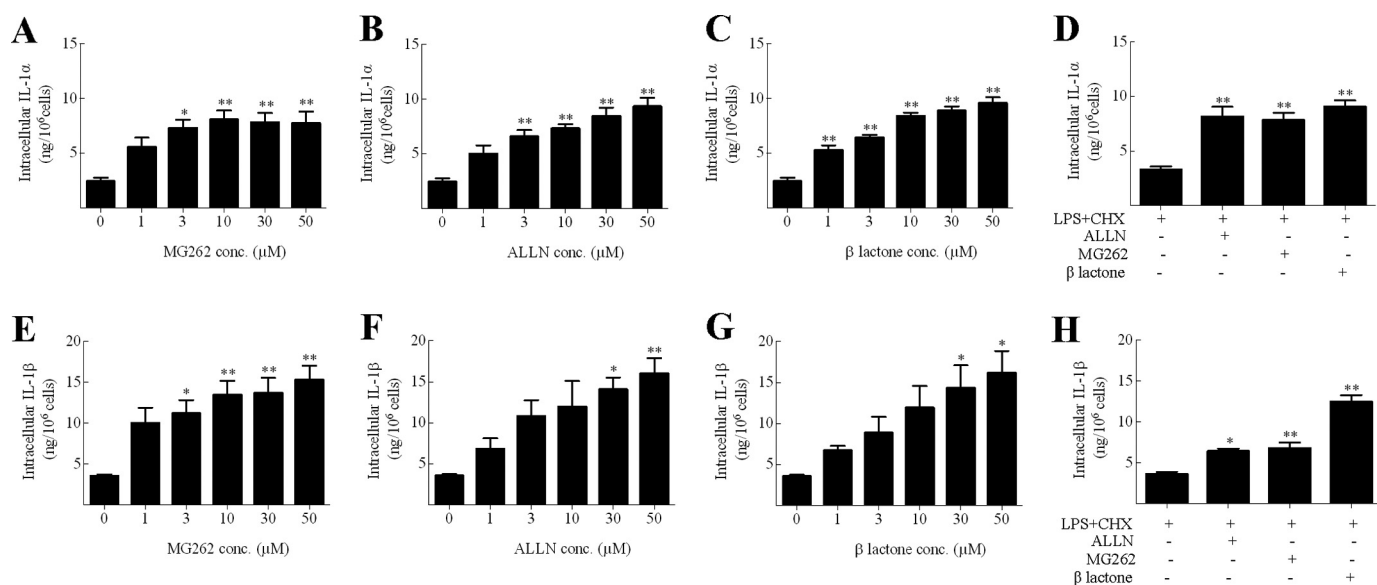 A
Intracellular IL-1α
(ng/10⁶cells)
15
10
5
* ** ** **
0 1 3 10 30 50
MG262 conc. (μM)
B
Intracellular IL-1α
(ng/10⁶cells)
15
10
5
** ** ** **
0 1 3 10 30 50
ALLN conc. (μM)
C
Intracellular IL-1α
(ng/10⁶cells)
15
10
5
** ** ** ** **
0 1 3 10 30 50
β lactone conc. (μM)
D
Intracellular IL-1α
(ng/10⁶cells)
15
10
5
** ** **
LPS+CHX + + + +
ALLN - + - -
MG262 - - + -
β lactone - - - +
E
Intracellular IL-1β
(ng/10⁶ cells)
20
15
10
5
* ** ** **
0 1 3 10 30 50
MG262 conc. (μM)
F
Intracellular IL-1β
(ng/10⁶ cells)
20
15
10
5
* **
0 1 3 10 30 50
ALLN conc. (μM)
G
Intracellular IL-1β
(ng/10⁶ cells)
20
15
10
5
* *
0 1 3 10 30 50
β lactone conc. (μM)
H
Intracellular IL-1β
(ng/10⁶ cells)
20
15
10
5
* ** **
LPS+CHX + + + +
ALLN - + - -
MG262 - - + -
β lactone - - - +